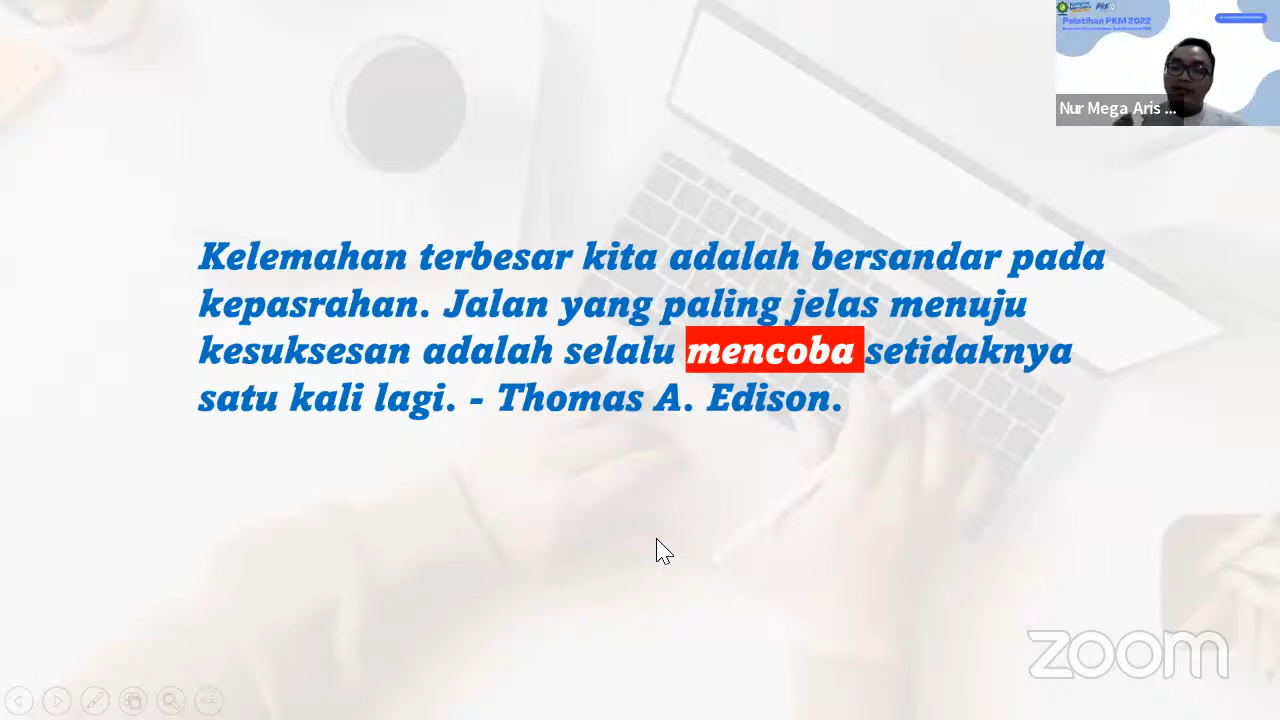 Pelatihan PKM 2022
Nur Mega Aris ...
Kelemahan terbesar kita adalah bersandar pada
kepasrahan. Jalan yang paling jelas menuju
kesuksesan adalah selalu mencoba setidaknya
satu kali lagi. - Thomas A. Edison.
zoom